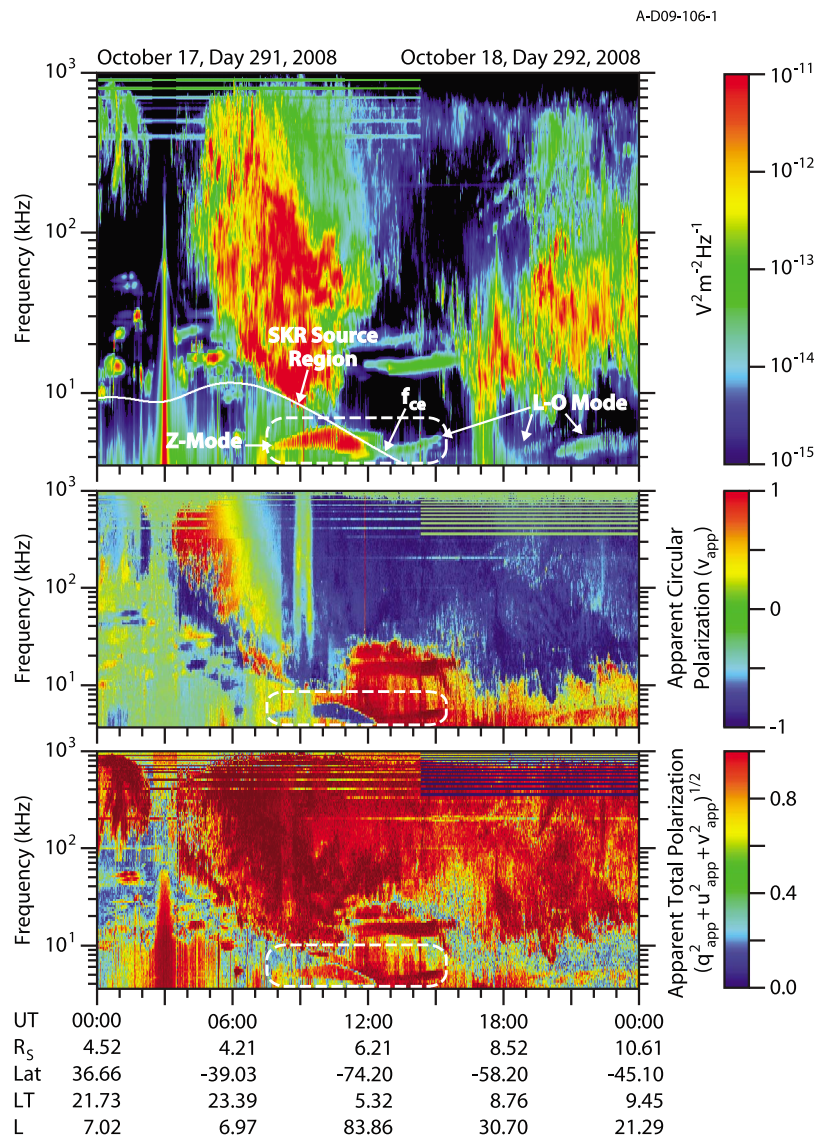 A-D09-106-1
October 17, Day 291, 2008 October 18, Day 292, 2008
10³
10²
10¹
Frequency (kHz)
SKR Source
Region
f_ce
Z-Mode
L-O Mode
10⁻¹¹
10⁻¹²
10⁻¹³
10⁻¹⁴
10⁻¹⁵
V²m⁻²Hz⁻¹
10³
10²
10¹
Frequency (kHz)
1
0
-1
Apparent Circular
Polarization (v_app)
10³
10²
10¹
Frequency (kHz)
0.8
0.4
0.0
Apparent Total Polarization
(q²_app+u²_app+v²_app)^1/2
UT 00:00 06:00 12:00 18:00 00:00
R_S 4.52 4.21 6.21 8.52 10.61
Lat 36.66 -39.03 -74.20 -58.20 -45.10
LT 21.73 23.39 5.32 8.76 9.45
L 7.02 6.97 83.86 30.70 21.29